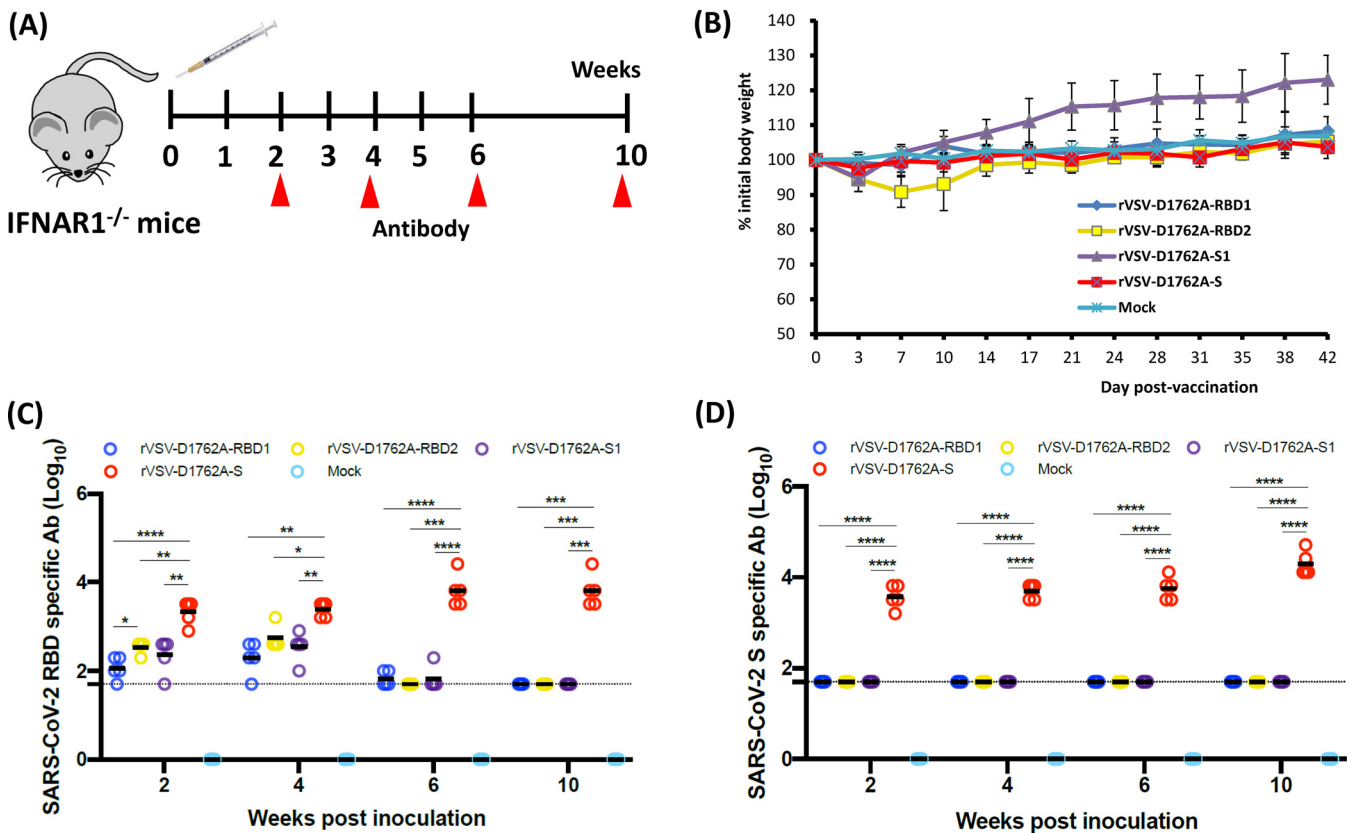 (A)
Weeks
0 1 2 3 4 5 6 10
IFNAR1-/- mice
Antibody
(B)
% initial body weight
140
130
120
110
100
90
80
70
60
50
rVSV-D1762A-RBD1
rVSV-D1762A-RBD2
rVSV-D1762A-S1
rVSV-D1762A-S
Mock
0 3 7 10 14 17 21 24 28 31 35 38 42
Day post-vaccination
(C)
rVSV-D1762A-RBD1 rVSV-D1762A-RBD2 rVSV-D1762A-S1
rVSV-D1762A-S Mock
SARS-CoV-2 RBD specific Ab (Log10)
6
4
2
0
**** ** ** *
** * **
**** *** ****
*** *** ***
2 4 6 10
Weeks post inoculation
(D)
rVSV-D1762A-RBD1 rVSV-D1762A-RBD2 rVSV-D1762A-S1
rVSV-D1762A-S Mock
SARS-CoV-2 S specific Ab (Log10)
6
4
2
0
**** **** ****
**** **** ****
**** **** ****
**** **** ****
2 4 6 10
Weeks post inoculation